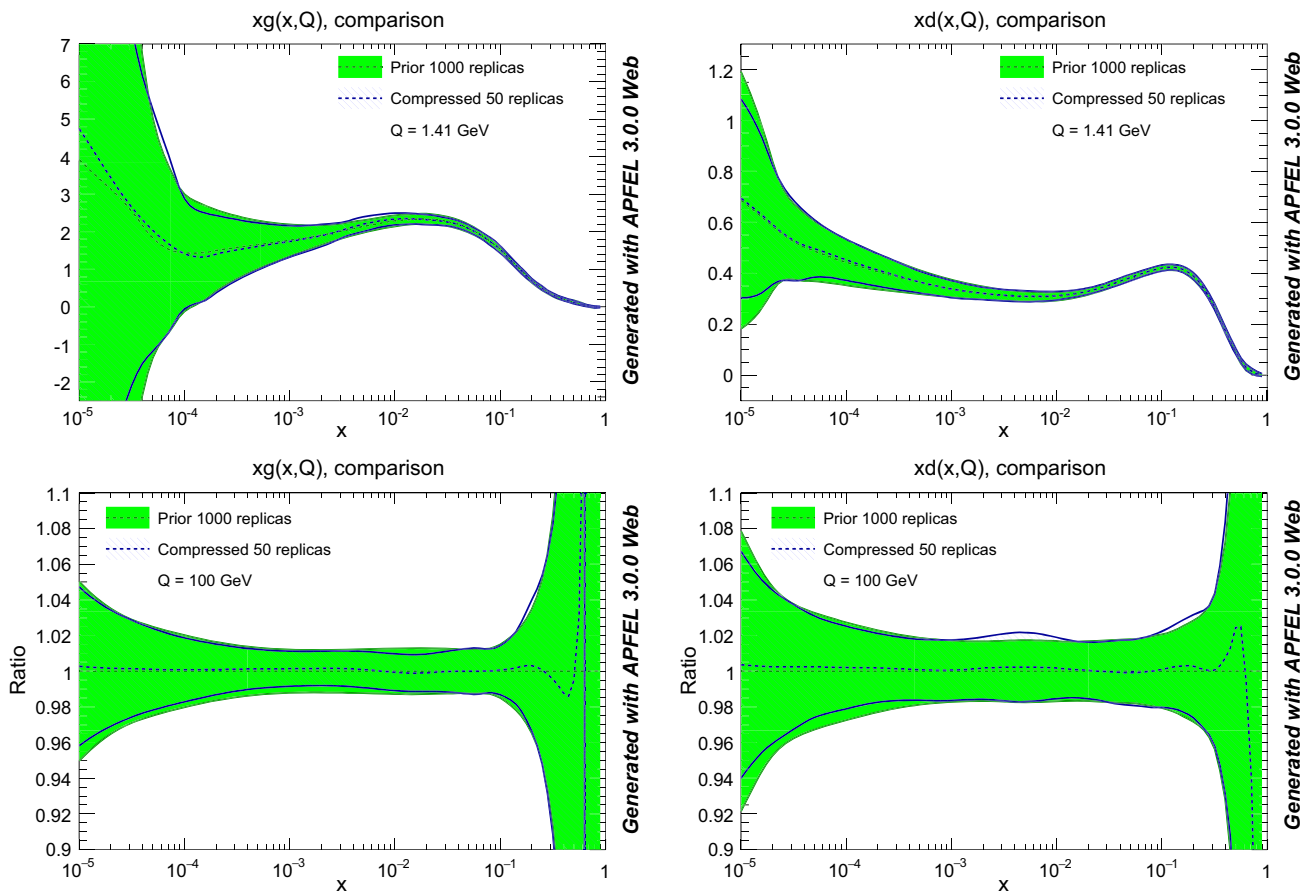 xg(x,Q), comparison
7
6
5
4
3
2
1
0
-1
-2
Prior 1000 replicas
Compressed 50 replicas
Q = 1.41 GeV
10⁻⁵ 10⁻⁴ 10⁻³ 10⁻² 10⁻¹ 1
x
Generated with APFEL 3.0.0 Web
xd(x,Q), comparison
1.2
1
0.8
0.6
0.4
0.2
0
Prior 1000 replicas
Compressed 50 replicas
Q = 1.41 GeV
10⁻⁵ 10⁻⁴ 10⁻³ 10⁻² 10⁻¹ 1
x
Generated with APFEL 3.0.0 Web
xg(x,Q), comparison
Ratio
1.1
1.08
1.06
1.04
1.02
1
0.98
0.96
0.94
0.92
0.9
Prior 1000 replicas
Compressed 50 replicas
Q = 100 GeV
10⁻⁵ 10⁻⁴ 10⁻³ 10⁻² 10⁻¹ 1
x
Generated with APFEL 3.0.0 Web
xd(x,Q), comparison
Ratio
1.1
1.08
1.06
1.04
1.02
1
0.98
0.96
0.94
0.92
0.9
Prior 1000 replicas
Compressed 50 replicas
Q = 100 GeV
10⁻⁵ 10⁻⁴ 10⁻³ 10⁻² 10⁻¹ 1
x
Generated with APFEL 3.0.0 Web